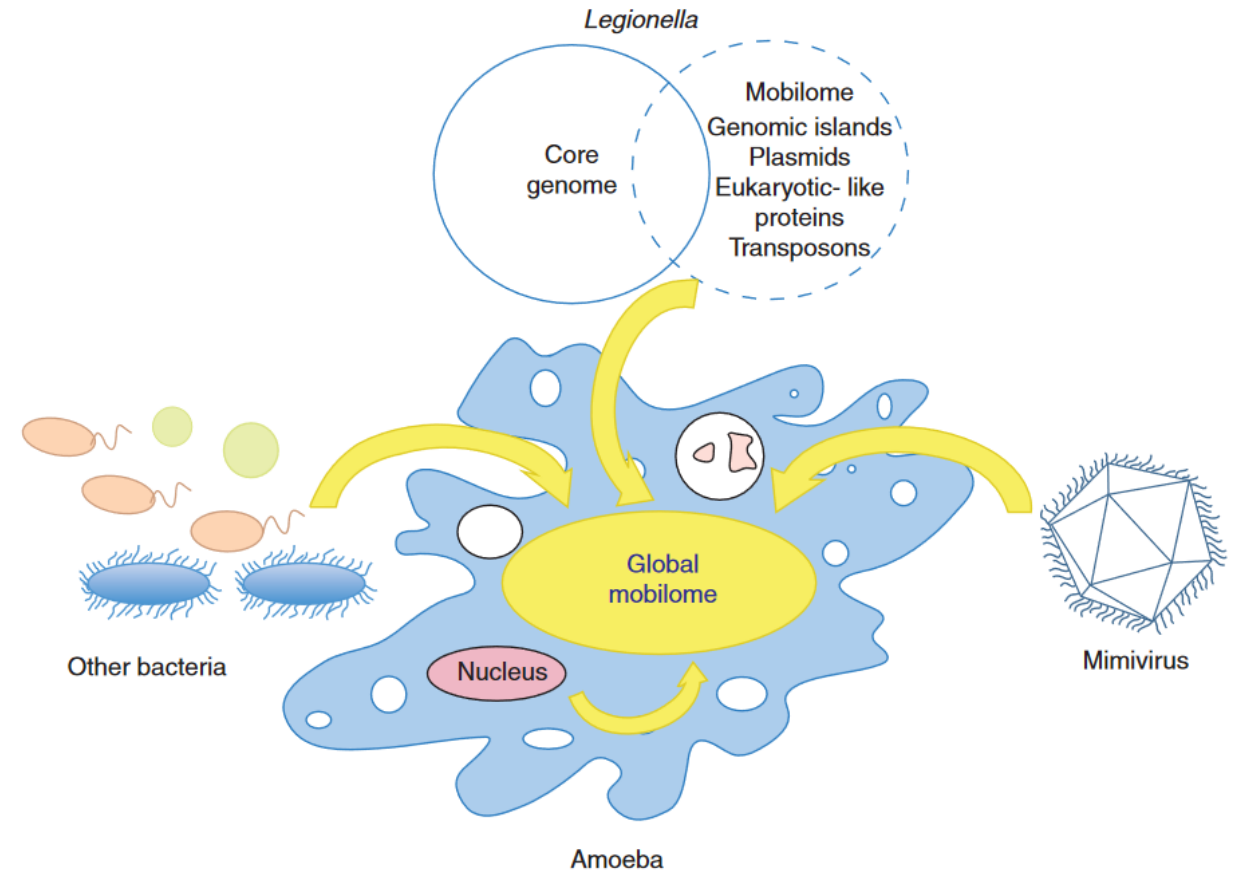 Legionella
Core
genome
Mobilome
Genomic islands
Plasmids
Eukaryotic- like
proteins
Transposons
Global
mobilome
Nucleus
Other bacteria
Mimivirus
Amoeba